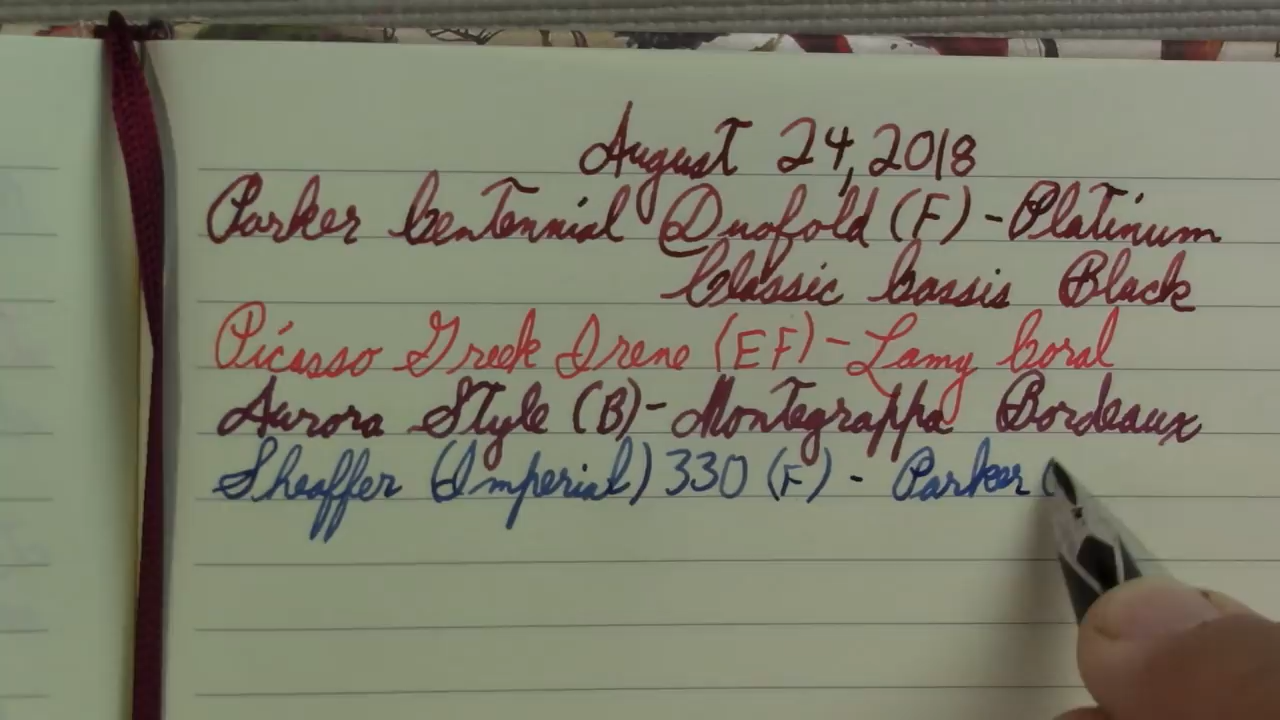 August 24, 2018
Parker Centennial Duofold (F) - Platinum
Classic Cassis Black
Picasso Greek Irene (EF) - Lamy Coral
Aurora Style (B) - Montegrappa Bordeaux
Sheaffer (Imperial) 330 (F) - Parker (